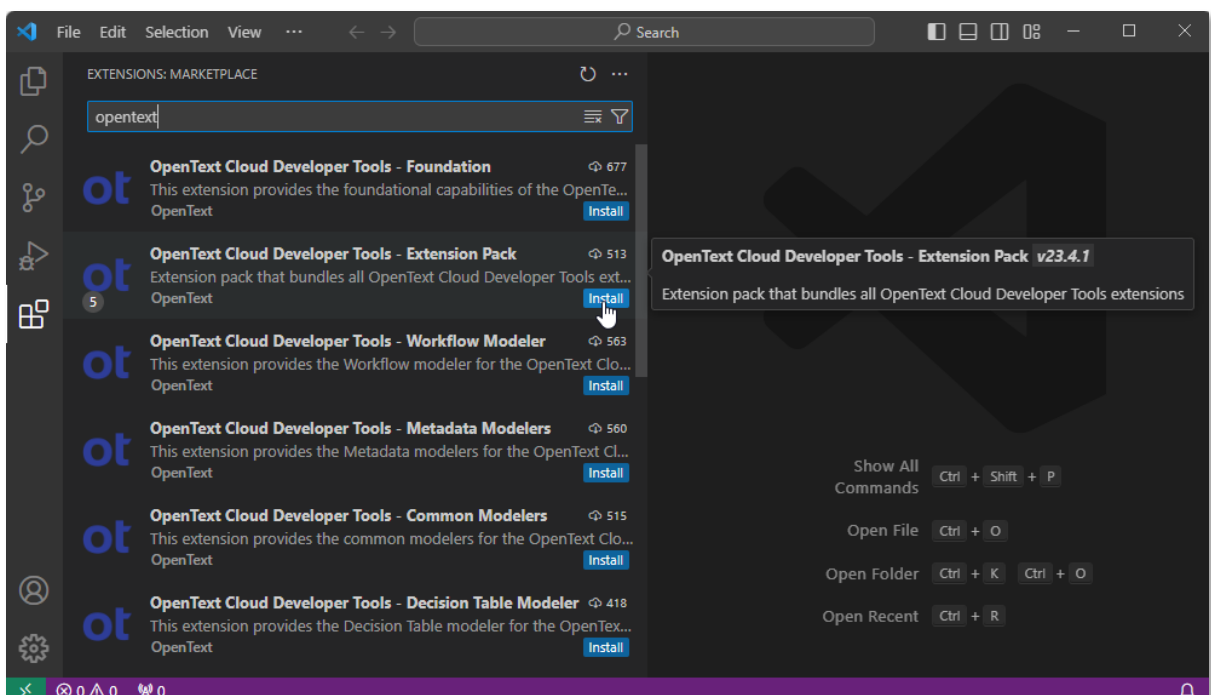 File Edit Selection View ··· Search
EXTENSIONS: MARKETPLACE
opentext
ot
OpenText Cloud Developer Tools - Foundation 677
This extension provides the foundational capabilities of the OpenTe...
OpenText Install
ot
5
OpenText Cloud Developer Tools - Extension Pack 513
Extension pack that bundles all OpenText Cloud Developer Tools ext...
OpenText Install
ot
OpenText Cloud Developer Tools - Workflow Modeler 563
This extension provides the Workflow modeler for the OpenText Clo...
OpenText Install
ot
OpenText Cloud Developer Tools - Metadata Modelers 560
This extension provides the Metadata modelers for the OpenText Cl...
OpenText Install
ot
OpenText Cloud Developer Tools - Common Modelers 515
This extension provides the common modelers for the OpenText Clo...
OpenText Install
ot
OpenText Cloud Developer Tools - Decision Table Modeler 418
This extension provides the Decision Table modeler for the OpenTex...
OpenText Install
OpenText Cloud Developer Tools - Extension Pack v23.4.1
Extension pack that bundles all OpenText Cloud Developer Tools extensions
Show All
Commands Ctrl + Shift + P
Open File Ctrl + O
Open Folder Ctrl + K Ctrl + O
Open Recent Ctrl + R
0 0 0